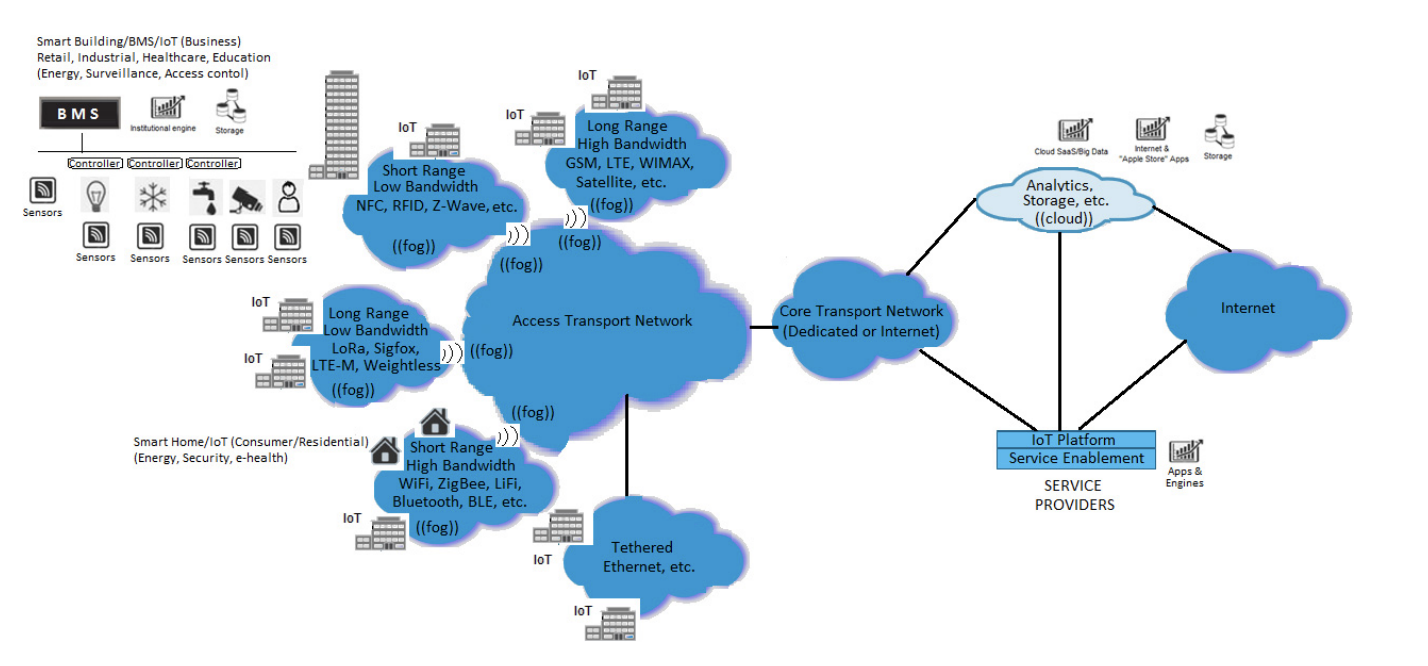 Smart Building/BMS/IoT (Business)
Retail, Industrial, Healthcare, Education
(Energy, Surveillance, Access contol)
BMS
Institutional engine
Storage
Controller
Controller
Controller
Sensors
Sensors
Sensors
Sensors
Sensors
Sensors
IoT
Short Range
Low Bandwidth
NFC, RFID, Z-Wave, etc.
((fog))
IoT
IoT
Long Range
High Bandwidth
GSM, LTE, WIMAX,
Satellite, etc.
((fog))
IoT
IoT
Long Range
Low Bandwidth
LoRa, Sigfox,
LTE-M, Weightless
((fog))
Smart Home/IoT (Consumer/Residential)
(Energy, Security, e-health)
Short Range
High Bandwidth
WiFi, ZigBee, LiFi,
Bluetooth, BLE, etc.
((fog))
IoT
((fog))
((fog))
Access Transport Network
((fog))
((fog))
IoT
Tethered
Ethernet, etc.
IoT
Core Transport Network
(Dedicated or Internet)
Cloud SaaS/Big Data
Internet &
"Apple Store" Apps
Storage
Analytics,
Storage, etc.
((cloud))
Internet
IoT Platform
Service Enablement
SERVICE
PROVIDERS
Apps &
Engines